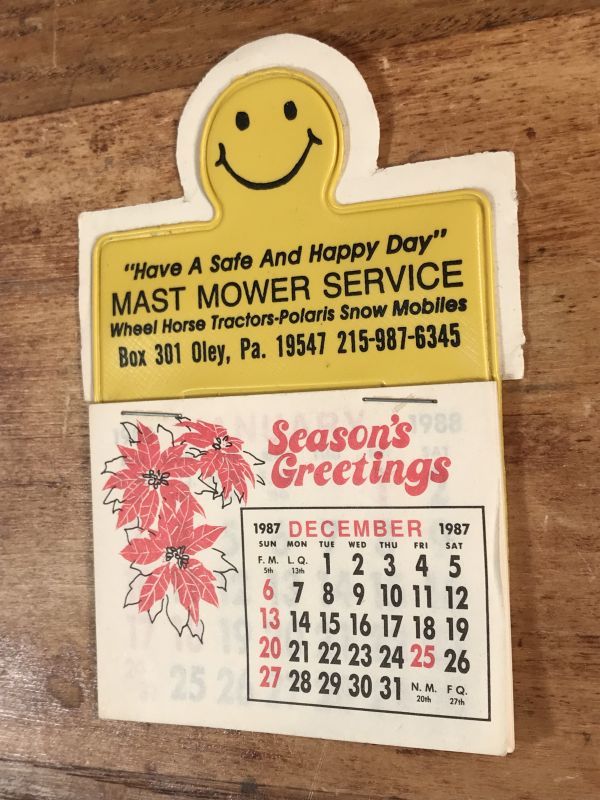 "Have A Safe And Happy Day"
MAST MOWER SERVICE
Wheel Horse Tractors-Polaris Snow Mobiles
Box 301 Oley, Pa. 19547 215-987-6345
Season's
Greetings
1987 DECEMBER 1987
SUN MON TUE WED THU FRI SAT
F. M. 5th L. Q. 13th 1 2 3 4 5
6 7 8 9 10 11 12
13 14 15 16 17 18 19
20 21 22 23 24 25 26
27 28 29 30 31 N. M. 20th F Q. 27th